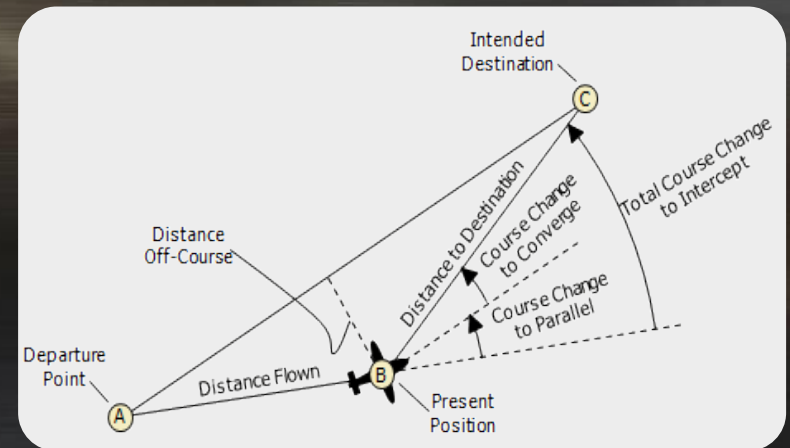 Intended
Destination
C
Total Course Change
to Intercept
Distance to Destination
Course Change
to Converge
Distance
Off-Course
Course Change
to Parallel
Departure
Point
Distance Flown
B
A
Present
Position